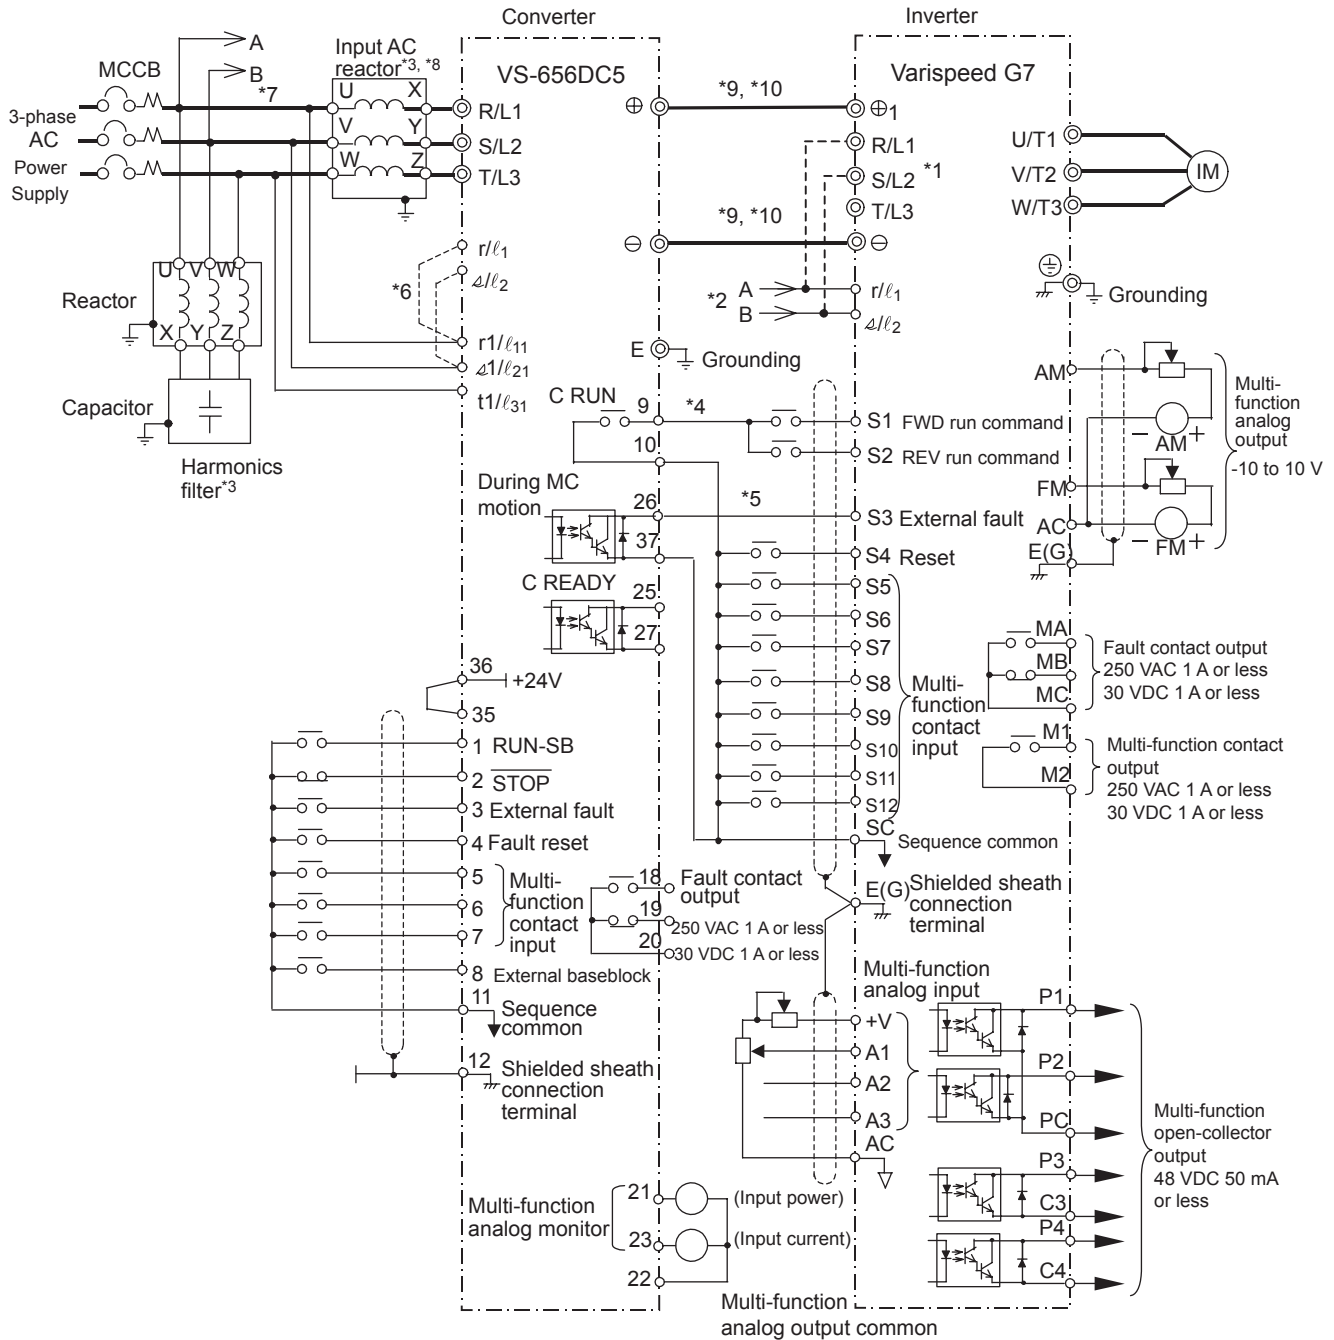 Converter
Inverter
A
B
MCCB
*7
Input AC
reactor*3, *8
U X
V Y
W Z
3-phase
AC
Power
Supply
VS-656DC5
R/L1
S/L2
T/L3
⊕
⊖
*9, *10
*9, *10
Varispeed G7
⊕1
R/L1
S/L2 *1
T/L3
⊖
U/T1
V/T2
W/T3
IM
Reactor
U V W
X Y Z
Capacitor
Harmonics
filter*3
*6
r/ℓ1
𝓈/ℓ2
r1/ℓ11
𝓈1/ℓ21
t1/ℓ31
E
Grounding
*2
A
B
r/ℓ1
𝓈/ℓ2
Grounding
C RUN
9
10
*4
During MC
motion
26
37
*5
C READY
25
27
S1 FWD run command
S2 REV run command
S3 External fault
S4 Reset
S5
S6
S7
S8
S9
S10
S11
S12
Multi-
function
contact
input
SC
Sequence common
E(G) Shielded sheath
connection
terminal
AM
− AM +
FM
AC
− FM +
E(G)
Multi-
function
analog
output
-10 to 10 V
MA
MB
MC
Fault contact output
250 VAC 1 A or less
30 VDC 1 A or less
M1
M2
Multi-function contact
output
250 VAC 1 A or less
30 VDC 1 A or less
36
+24V
35
1 RUN-SB
2 STOP
3 External fault
4 Fault reset
5
6
7
Multi-
function
contact
input
8 External baseblock
11
Sequence
common
12
Shielded sheath
connection
terminal
18
19
20
Fault contact
output
250 VAC 1 A or less
30 VDC 1 A or less
Multi-function
analog monitor
21
(Input power)
23
(Input current)
22
Multi-function
analog output common
Multi-function
analog input
+V
A1
A2
A3
AC
P1
P2
PC
P3
C3
P4
C4
Multi-function
open-collector
output
48 VDC 50 mA
or less